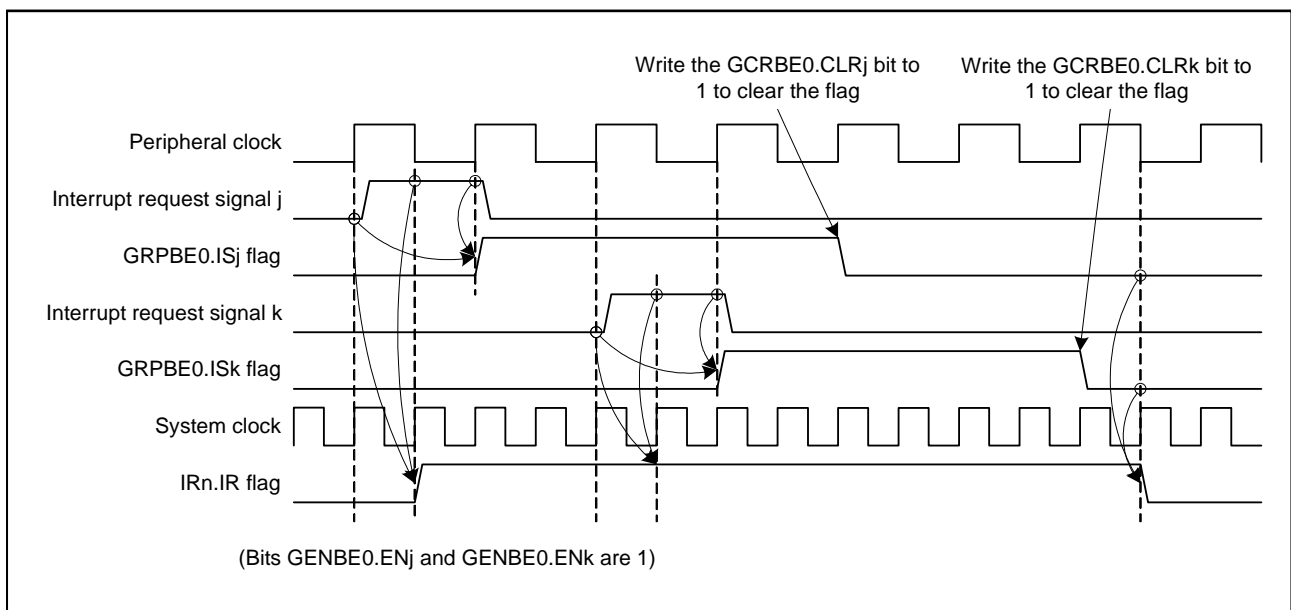 Write the GCRBE0.CLRj bit to
1 to clear the flag
Write the GCRBE0.CLRk bit to
1 to clear the flag
Peripheral clock
Interrupt request signal j
GRPBE0.ISj flag
Interrupt request signal k
GRPBE0.ISk flag
System clock
IRn.IR flag
(Bits GENBE0.ENj and GENBE0.ENk are 1)